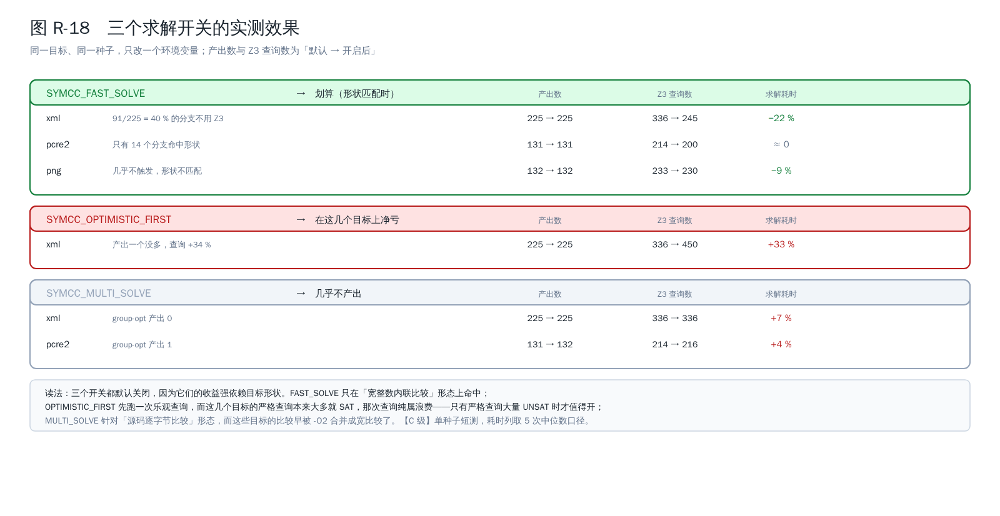 图 R-18　三个求解开关的实测效果
同一目标、同一种子，只改一个环境变量；产出数与 Z3 查询数为「默认 → 开启后」
SYMCC_FAST_SOLVE → 划算（形状匹配时） 产出数 Z3 查询数 求解耗时
xml 91/225 = 40 % 的分支不用 Z3 225 → 225 336 → 245 −22 %
pcre2 只有 14 个分支命中形状 131 → 131 214 → 200 ≈ 0
png 几乎不触发，形状不匹配 132 → 132 233 → 230 −9 %
SYMCC_OPTIMISTIC_FIRST → 在这几个目标上净亏 产出数 Z3 查询数 求解耗时
xml 产出一个没多，查询 +34 % 225 → 225 336 → 450 +33 %
SYMCC_MULTI_SOLVE → 几乎不产出 产出数 Z3 查询数 求解耗时
xml group-opt 产出 0 225 → 225 336 → 336 +7 %
pcre2 group-opt 产出 1 131 → 132 214 → 216 +4 %
读法：三个开关都默认关闭，因为它们的收益强依赖目标形状。FAST_SOLVE 只在「宽整数内联比较」形态上命中；
OPTIMISTIC_FIRST 先跑一次乐观查询，而这几个目标的严格查询本来大多就 SAT，那次查询纯属浪费——只有严格查询大量 UNSAT 时才值得开；
MULTI_SOLVE 针对「源码逐字节比较」形态，而这些目标的比较早被 -O2 合并成宽比较了。【C 级】单种子短测，耗时列取 5 次中位数口径。